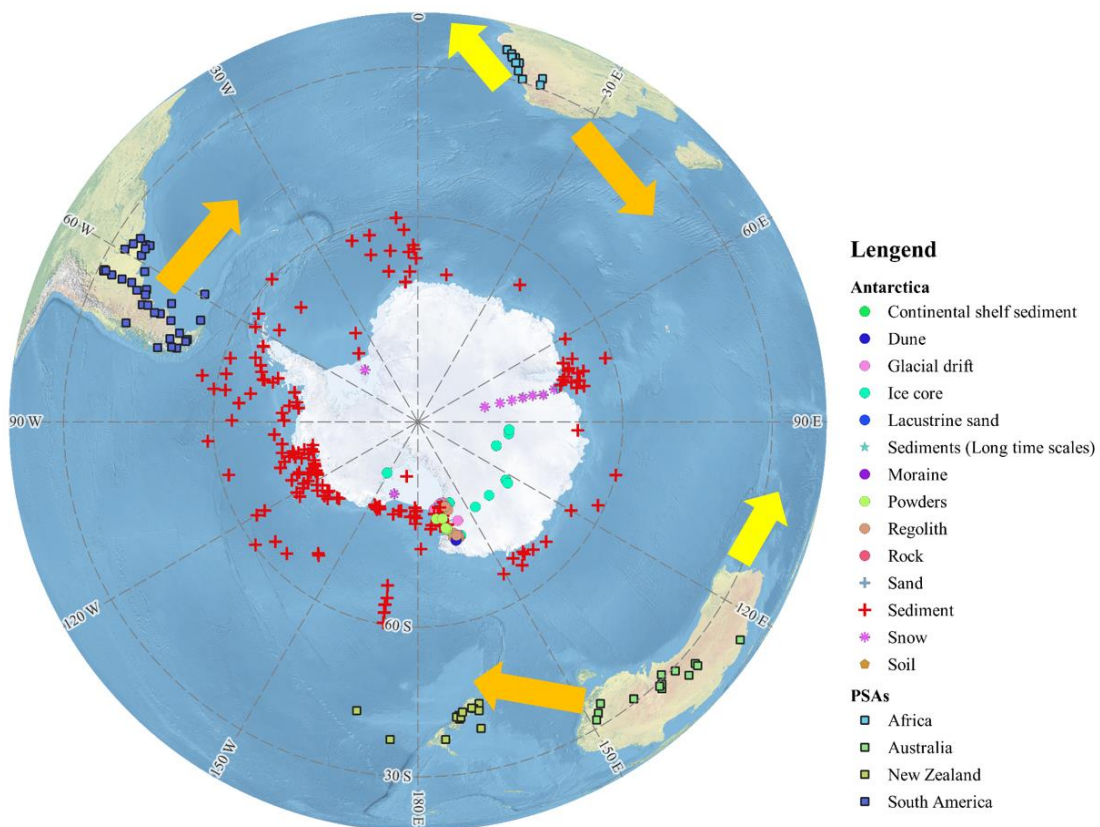 0
30 W
30 E
60 W
60 E
90 W
90 E
120 W
120 E
60 S
150 W
150 E
30 S
180 E
Lengend
Antarctica
Continental shelf sediment
Dune
Glacial drift
Ice core
Lacustrine sand
Sediments (Long time scales)
Moraine
Powders
Regolith
Rock
Sand
Sediment
Snow
Soil
PSAs
Africa
Australia
New Zealand
South America